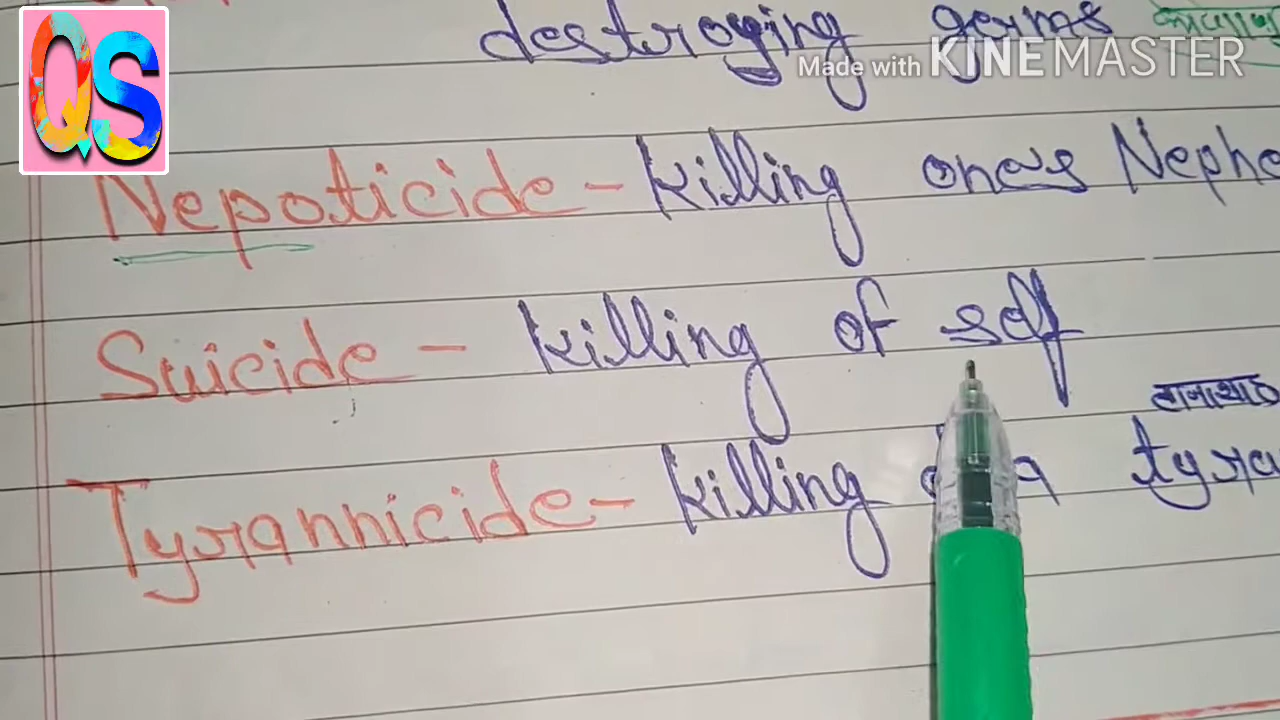 QS
destroying germs
Made with KINEMASTER
Nepoticide - killing ones Nephe
Suicide - killing of self
तानाशाह
Tyrannicide - killing a tyra